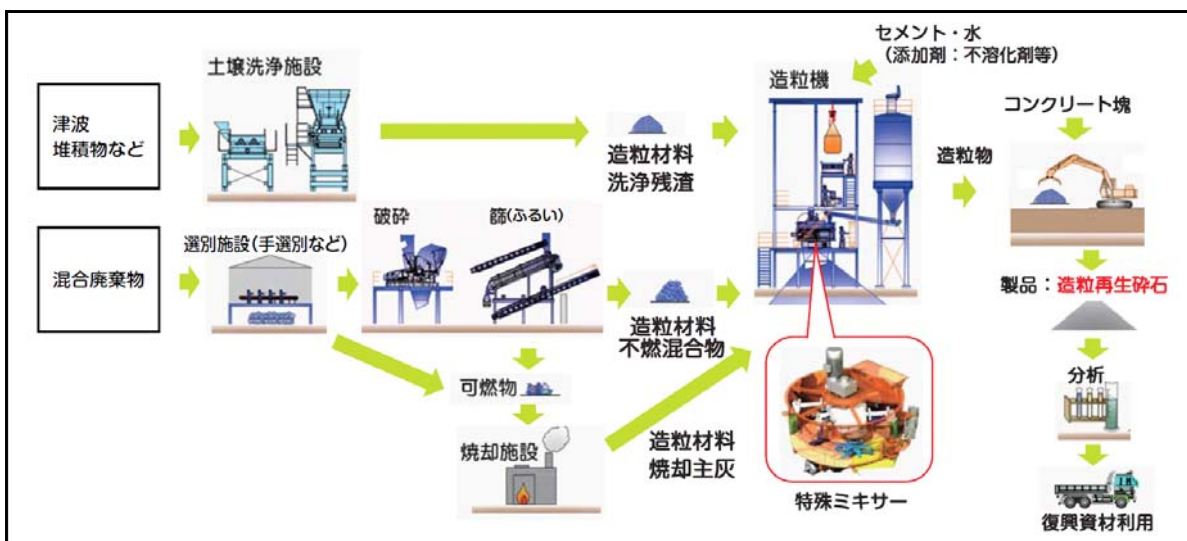 津波
堆積物など
土壌洗浄施設
造粒材料
洗浄残渣
セメント・水
（添加剤：不溶化剤等）
造粒機
造粒物
コンクリート塊
混合廃棄物
選別施設（手選別など）
破砕
篩（ふるい）
造粒材料
不燃混合物
可燃物
焼却施設
造粒材料
焼却主灰
特殊ミキサー
製品：造粒再生砕石
分析
復興資材利用